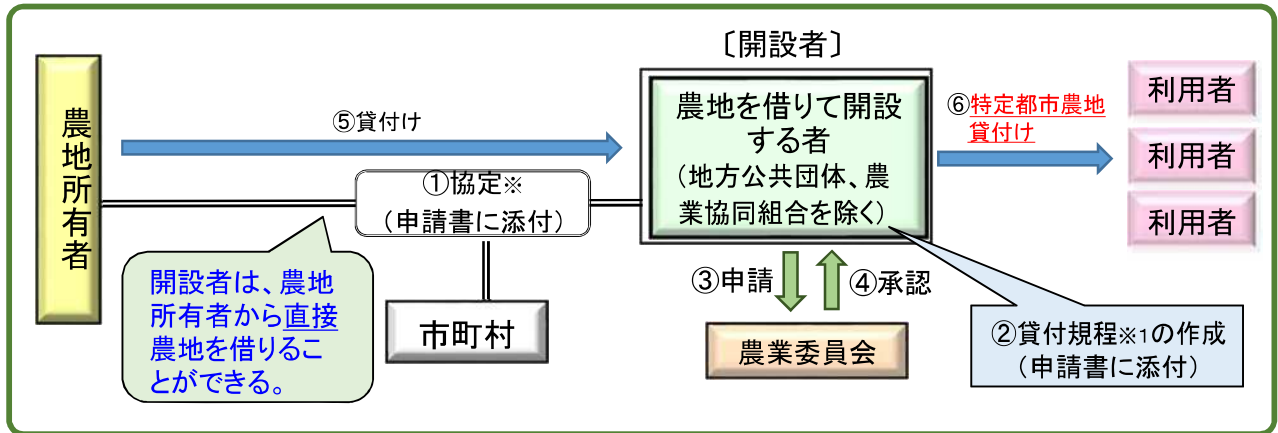 〔開設者〕
農地所有者
⑤貸付け
農地を借りて開設
する者
(地方公共団体、農
業協同組合を除く)
⑥特定都市農地
貸付け
利用者
利用者
利用者
①協定※
(申請書に添付)
開設者は、農地
所有者から直接
農地を借りるこ
とができる。
市町村
③申請
④承認
農業委員会
②貸付規程※1の作成
(申請書に添付)